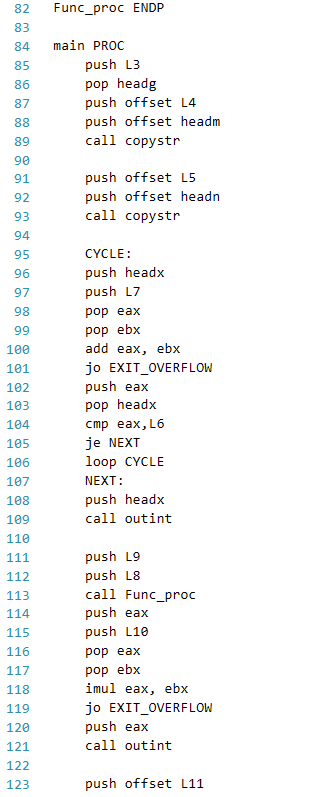 82 Func_proc ENDP
83
84 main PROC
85 push L3
86 pop headg
87 push offset L4
88 push offset headm
89 call copystr
90
91 push offset L5
92 push offset headn
93 call copystr
94
95 CYCLE:
96 push headx
97 push L7
98 pop eax
99 pop ebx
100 add eax, ebx
101 jo EXIT_OVERFLOW
102 push eax
103 pop headx
104 cmp eax,L6
105 je NEXT
106 loop CYCLE
107 NEXT:
108 push headx
109 call outint
110
111 push L9
112 push L8
113 call Func_proc
114 push eax
115 push L10
116 pop eax
117 pop ebx
118 imul eax, ebx
119 jo EXIT_OVERFLOW
120 push eax
121 call outint
122
123 push offset L11